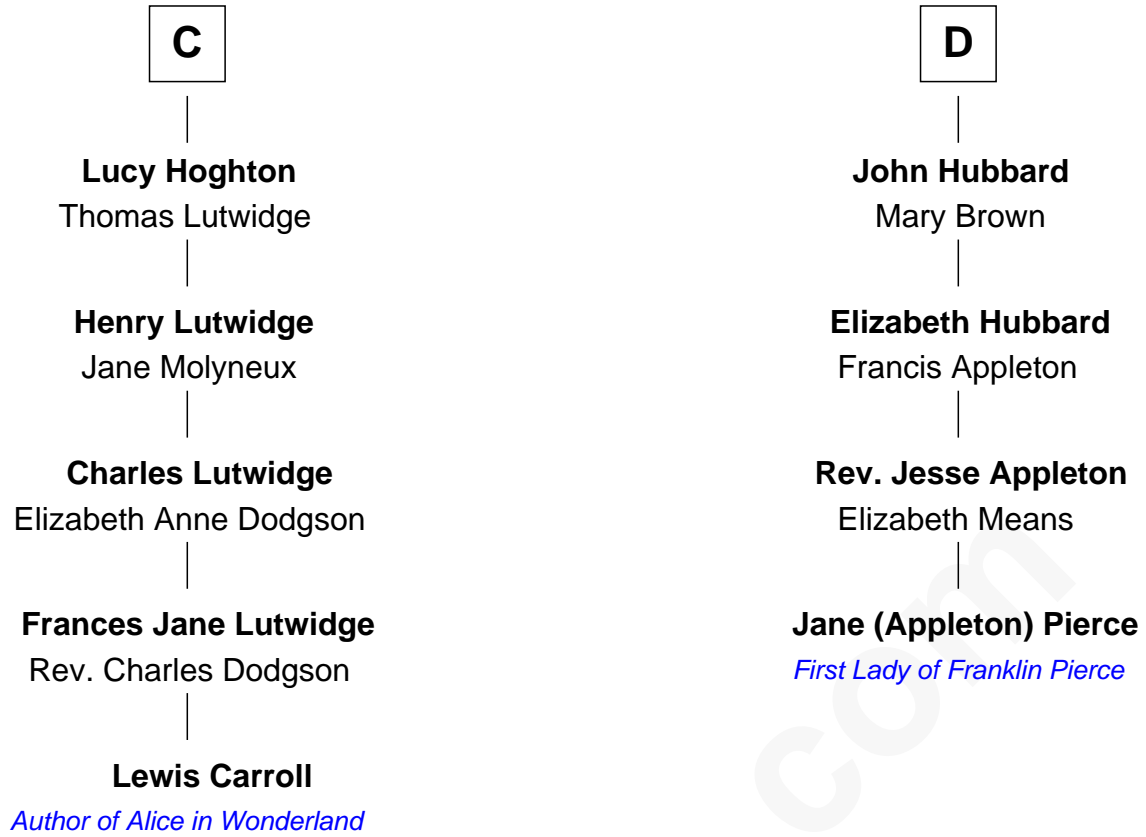 C
Lucy Hoghton
Thomas Lutwidge
Henry Lutwidge
Jane Molyneux
Charles Lutwidge
Elizabeth Anne Dodgson
Frances Jane Lutwidge
Rev. Charles Dodgson
Lewis Carroll
Author of Alice in Wonderland
D
John Hubbard
Mary Brown
Elizabeth Hubbard
Francis Appleton
Rev. Jesse Appleton
Elizabeth Means
Jane (Appleton) Pierce
First Lady of Franklin Pierce
com